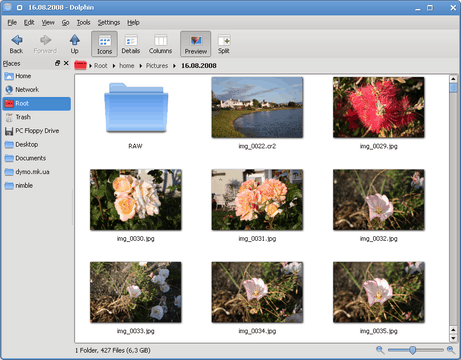 16.08.2008 - Dolphin
File Edit View Go Tools Settings Help
Back Forward Up Icons Details Columns Preview Split
Places
Root home Pictures 16.08.2008
Home
Network
Root
Trash
PC Floppy Drive
Desktop
Documents
dymo.mk.ua
nimble
RAW img_0022.cr2 img_0029.jpg
img_0030.jpg img_0031.jpg img_0032.jpg
img_0033.jpg img_0034.jpg img_0035.jpg
1 Folder, 427 Files (6,3 GiB)